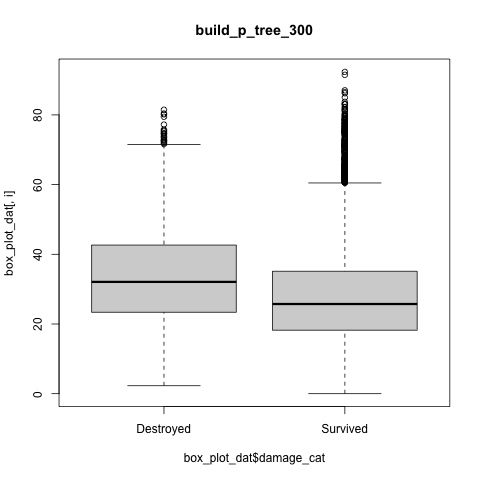 build_p_tree_300
box_plot_dat[, i]
80
60
40
20
0
Destroyed
Survived
box_plot_dat$damage_cat